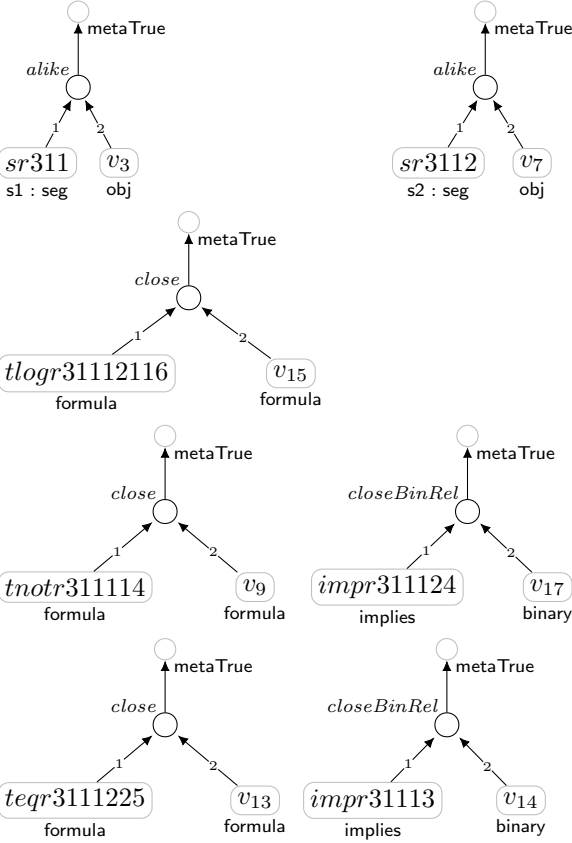 metaTrue metaTrue
alike alike
1 2 1 2
sr311 v3 sr3112 v7
s1 : seg obj s2 : seg obj
metaTrue
close
1 2
tlogr31112116 v15
formula formula
metaTrue metaTrue
close closeBinRel
1 2 1 2
tnotr311114 v9 impr311124 v17
formula formula implies binary
metaTrue metaTrue
close closeBinRel
1 2 1 2
teqr3111225 v13 impr31113 v14
formula formula implies binary